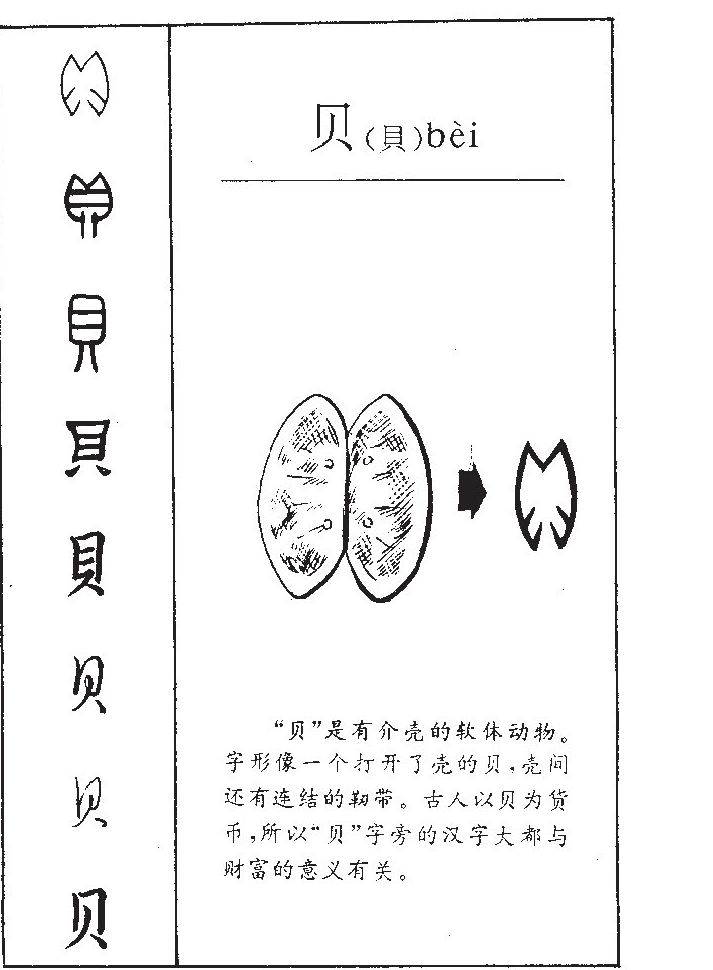 贝(貝)bèi
“贝”是有介壳的软体动物。
字形像一个打开了壳的贝,壳间
还有连结的韧带。古人以贝为货
币,所以“贝”字旁的汉字大都与
财富的意义有关。
貝
貝
貝
贝
贝
贝